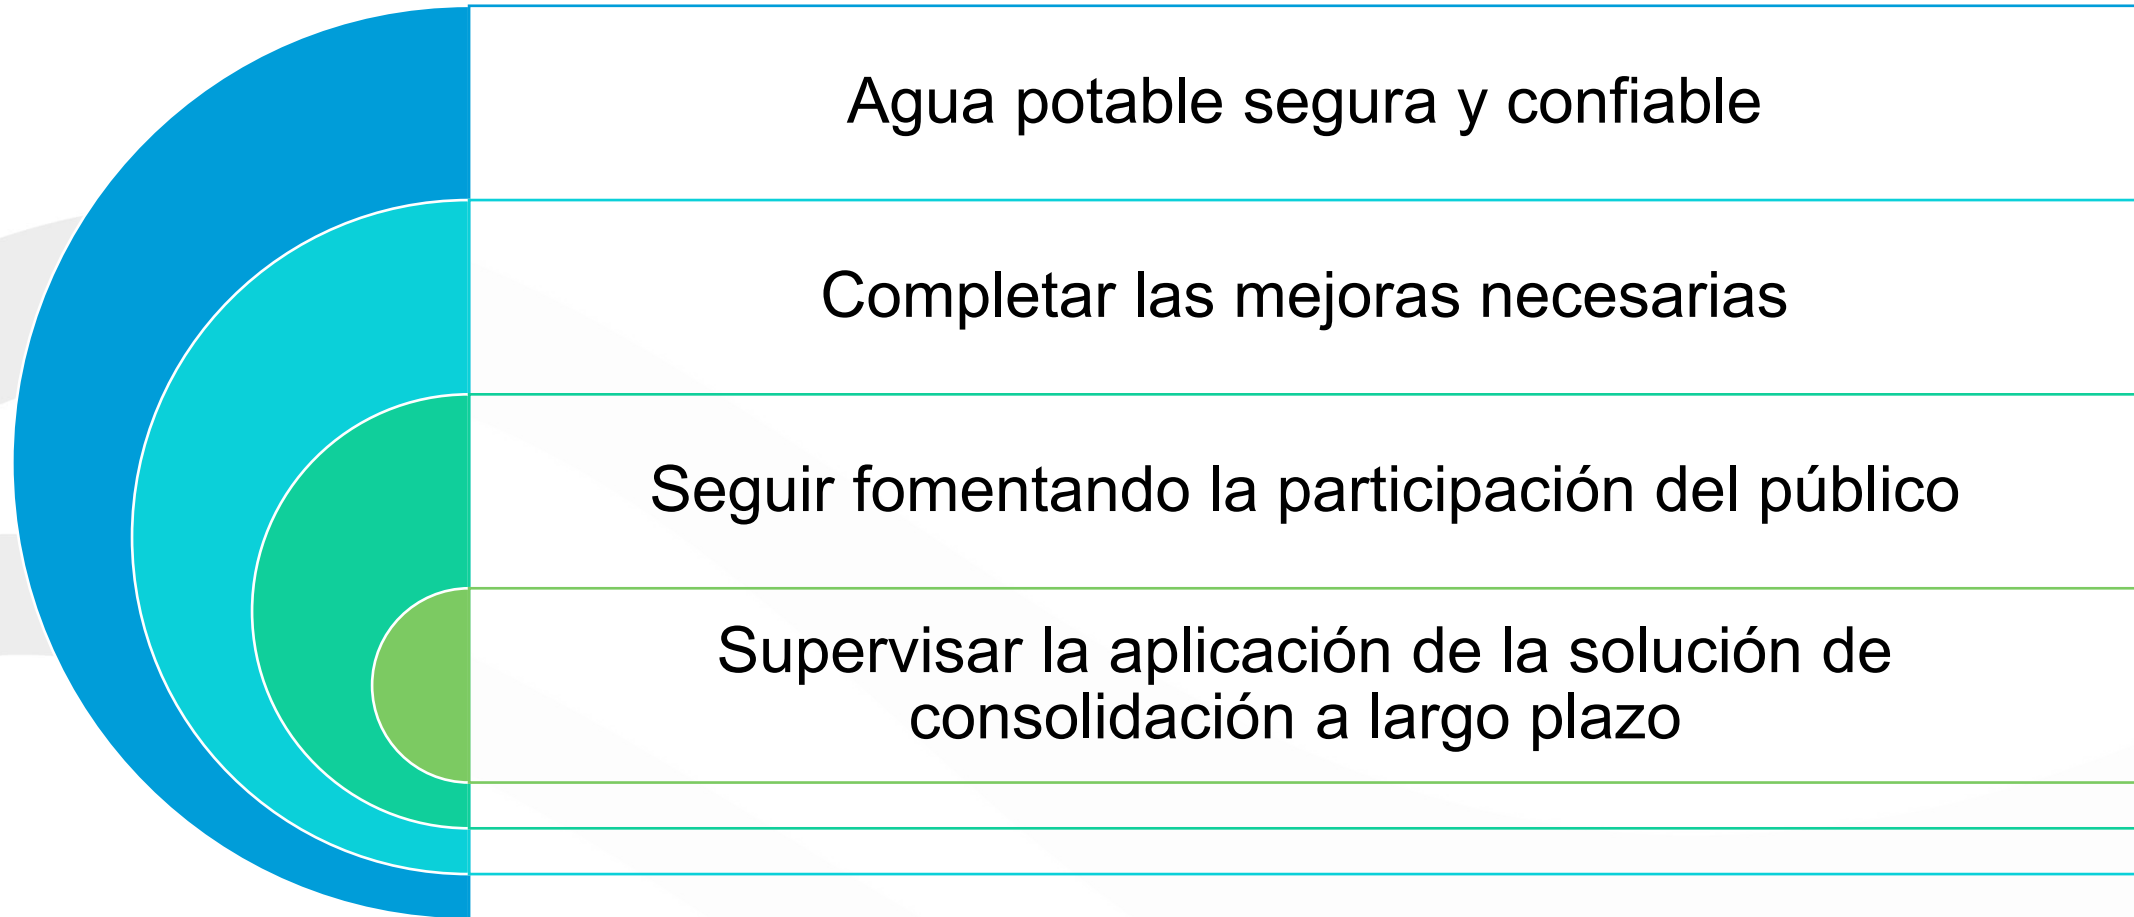 Agua potable segura y confiable
Completar las mejoras necesarias
Seguir fomentando la participación del público
Supervisar la aplicación de la solución de
consolidación a largo plazo